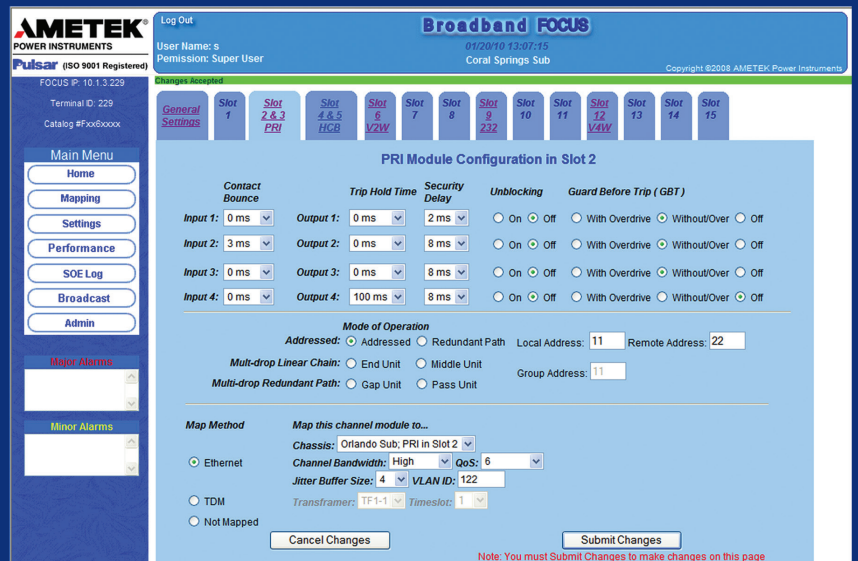 AMETEK®
POWER INSTRUMENTS
Pulsar (ISO 9001 Registered)
FOCUS IP: 10.1.3.229
Terminal ID: 229
Catalog #Fxx6xxxx
Main Menu
Home
Mapping
Settings
Performance
SOE Log
Broadcast
Admin
Major Alarms
Minor Alarms
Log Out
Broadband FOCUS
User Name: s
01/20/10 13:07:15
Pemission: Super User
Coral Springs Sub
Copyright ©2008 AMETEK Power Instruments
Changes Accepted
General Settings
Slot 1
Slot 2 & 3 PRI
Slot 4 & 5 HCB
Slot 6 V2W
Slot 7
Slot 8
Slot 9 232
Slot 10
Slot 11
Slot 12 V4W
Slot 13
Slot 14
Slot 15
PRI Module Configuration in Slot 2
Contact Bounce Trip Hold Time Security Delay Unblocking Guard Before Trip ( GBT )
Input 1: 0 ms Output 1: 0 ms 2 ms On Off With Overdrive Without/Over Off
Input 2: 3 ms Output 2: 0 ms 8 ms On Off With Overdrive Without/Over Off
Input 3: 0 ms Output 3: 0 ms 8 ms On Off With Overdrive Without/Over Off
Input 4: 0 ms Output 4: 100 ms 8 ms On Off With Overdrive Without/Over Off
Mode of Operation
Addressed: Addressed Redundant Path Local Address: 11 Remote Address: 22
Mult-drop Linear Chain: End Unit Middle Unit
Group Address: 11
Multi-drop Redundant Path: Gap Unit Pass Unit
Map Method Map this channel module to...
Chassis: Orlando Sub; PRI in Slot 2
Ethernet Channel Bandwidth: High QoS: 6
Jitter Buffer Size: 4 VLAN ID: 122
TDM Transframer: TF1-1 Timeslot: 1
Not Mapped
Cancel Changes Submit Changes
Note: You must Submit Changes to make changes on this page